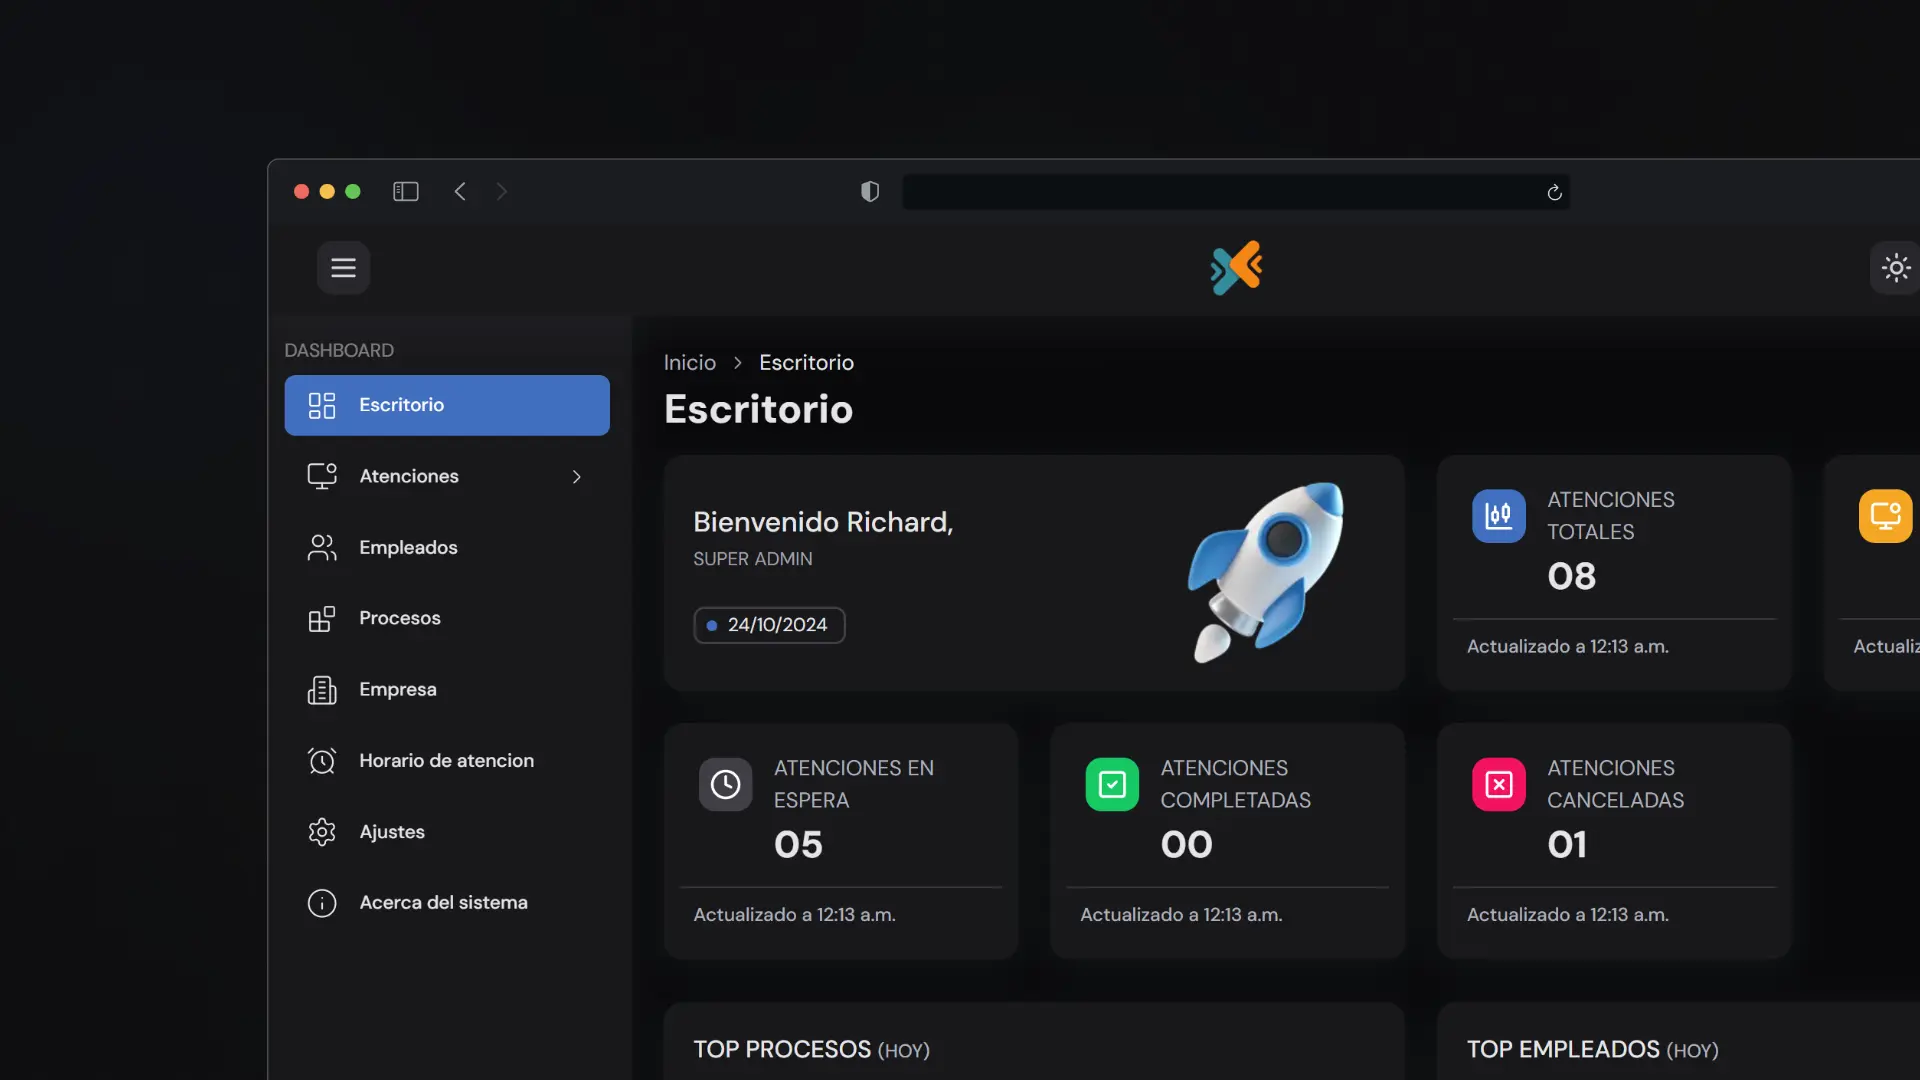 DASHBOARD
Escritorio
Atenciones
Empleados
Procesos
Empresa
Horario de atencion
Ajustes
Acerca del sistema
Inicio > Escritorio
Escritorio
Bienvenido Richard,
SUPER ADMIN
24/10/2024
ATENCIONES
TOTALES
08
Actualizado a 12:13 a.m.
ATENCIONES EN
ESPERA
05
Actualizado a 12:13 a.m.
ATENCIONES
COMPLETADAS
00
Actualizado a 12:13 a.m.
ATENCIONES
CANCELADAS
01
Actualizado a 12:13 a.m.
TOP PROCESOS (HOY)
TOP EMPLEADOS (HOY)